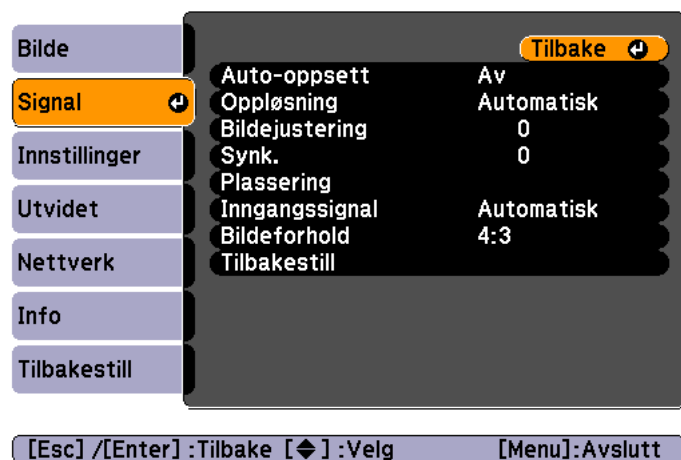 Bilde
Signal
Innstillinger
Utvidet
Nettverk
Info
Tilbakestill
Tilbake
Auto-oppsett Av
Oppløsning Automatisk
Bildejustering 0
Synk. 0
Plassering
Inngangssignal Automatisk
Bildeforhold 4:3
Tilbakestill
[Esc] /[Enter] :Tilbake [◆] :Velg [Menu]:Avslutt